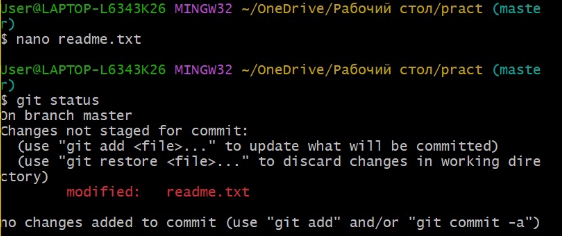 User@LAPTOP-L6343K26 MINGW32 ~/OneDrive/Рабочий стол/pract (maste
r)
$ nano readme.txt
User@LAPTOP-L6343K26 MINGW32 ~/OneDrive/Рабочий стол/pract (maste
r)
$ git status
On branch master
Changes not staged for commit:
  (use "git add <file>..." to update what will be committed)
  (use "git restore <file>..." to discard changes in working dire
ctory)
        modified:   readme.txt
no changes added to commit (use "git add" and/or "git commit -a")